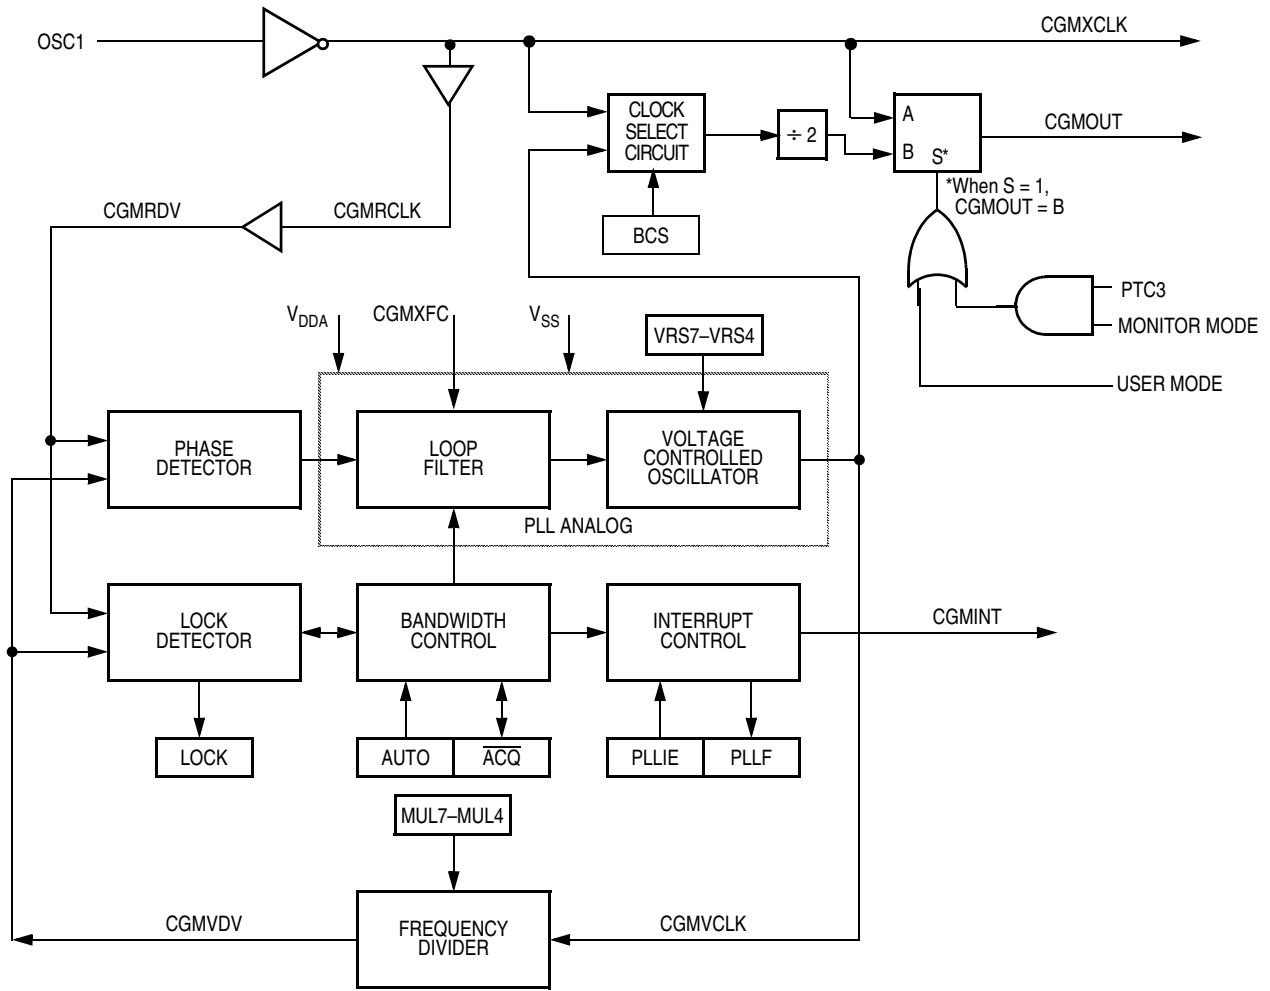 OSC1
CGMXCLK
CLOCK
SELECT
CIRCUIT
÷ 2
A
B
S*
CGMOUT
*When S = 1,
CGMOUT = B
CGMRDV
CGMRCLK
BCS
PTC3
MONITOR MODE
USER MODE
VDDA
CGMXFC
VSS
VRS7–VRS4
PHASE
DETECTOR
LOOP
FILTER
VOLTAGE
CONTROLLED
OSCILLATOR
PLL ANALOG
LOCK
DETECTOR
BANDWIDTH
CONTROL
INTERRUPT
CONTROL
CGMINT
LOCK
AUTO
ACQ
PLLIE
PLLF
MUL7–MUL4
CGMVDV
FREQUENCY
DIVIDER
CGMVCLK